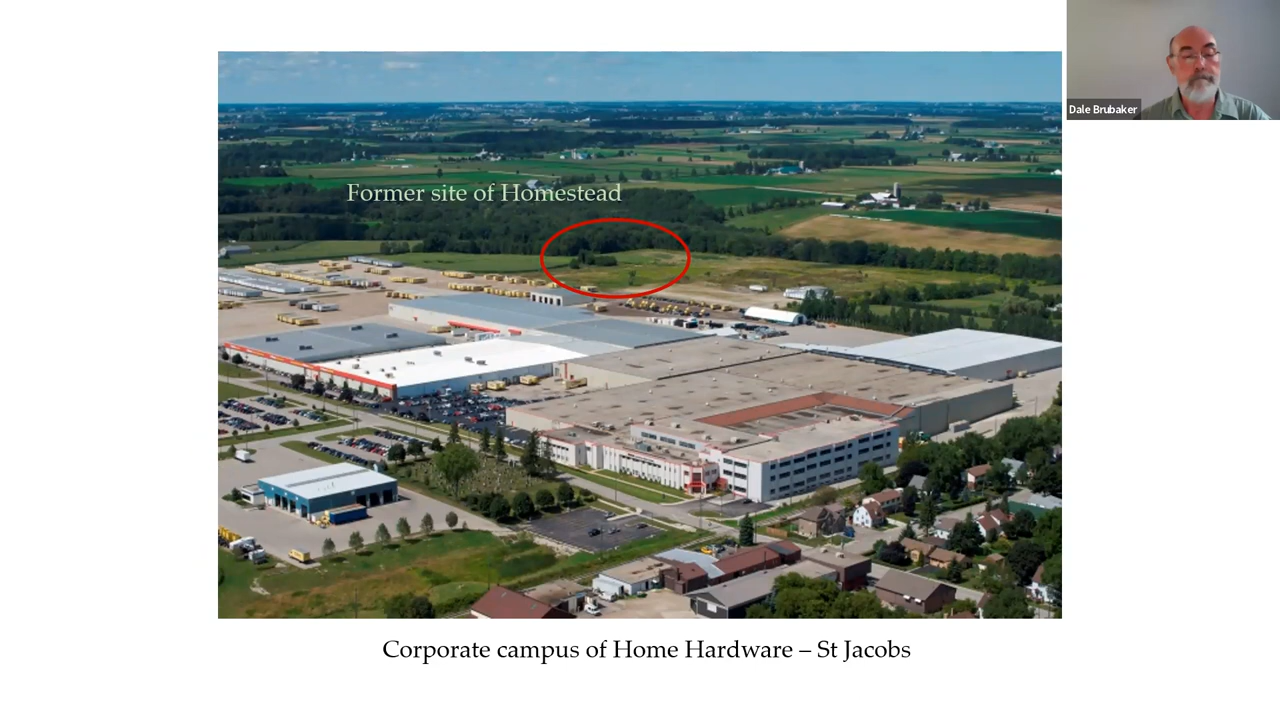 Dale Brubaker
Former site of Homestead
Corporate campus of Home Hardware – St Jacobs